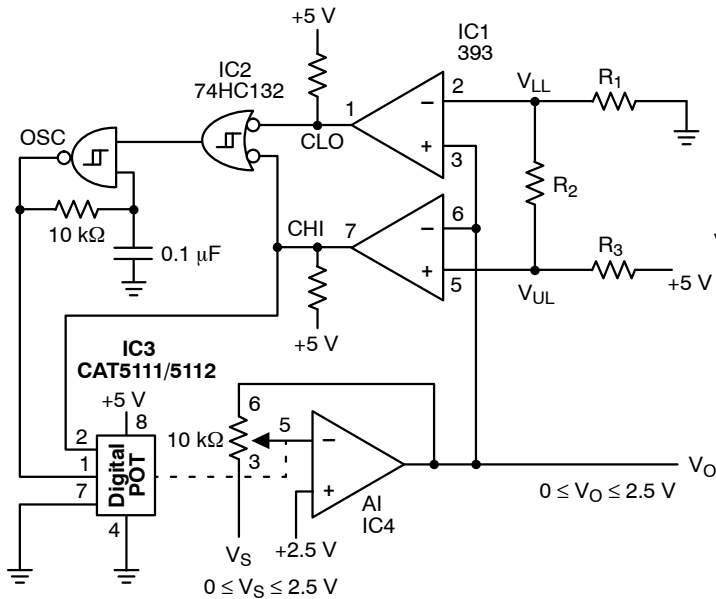 +5 V
IC1
393
IC2
74HC132
2
V_LL
R₁
–
1
OSC
CLO
+
3
R₂
10 kΩ
CHI
7
6
–
R₃
0.1 μF
+
5
V_UL
+5 V
+5 V
IC3
CAT5111/5112
+5 V
8
6
2
10 kΩ
5
–
1
Digital
POT
3
7
+
V_O
4
AI
IC4
0 ≤ V_O ≤ 2.5 V
V_S
+2.5 V
0 ≤ V_S ≤ 2.5 V